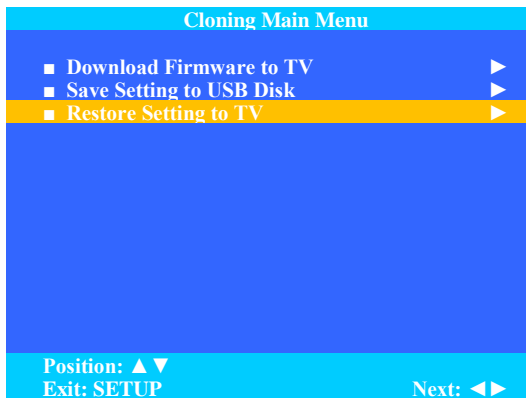 Cloning Main Menu
■ Download Firmware to TV ►
■ Save Setting to USB Disk ►
■ Restore Setting to TV ►
Position: ▲▼
Exit: SETUP Next: ◄►